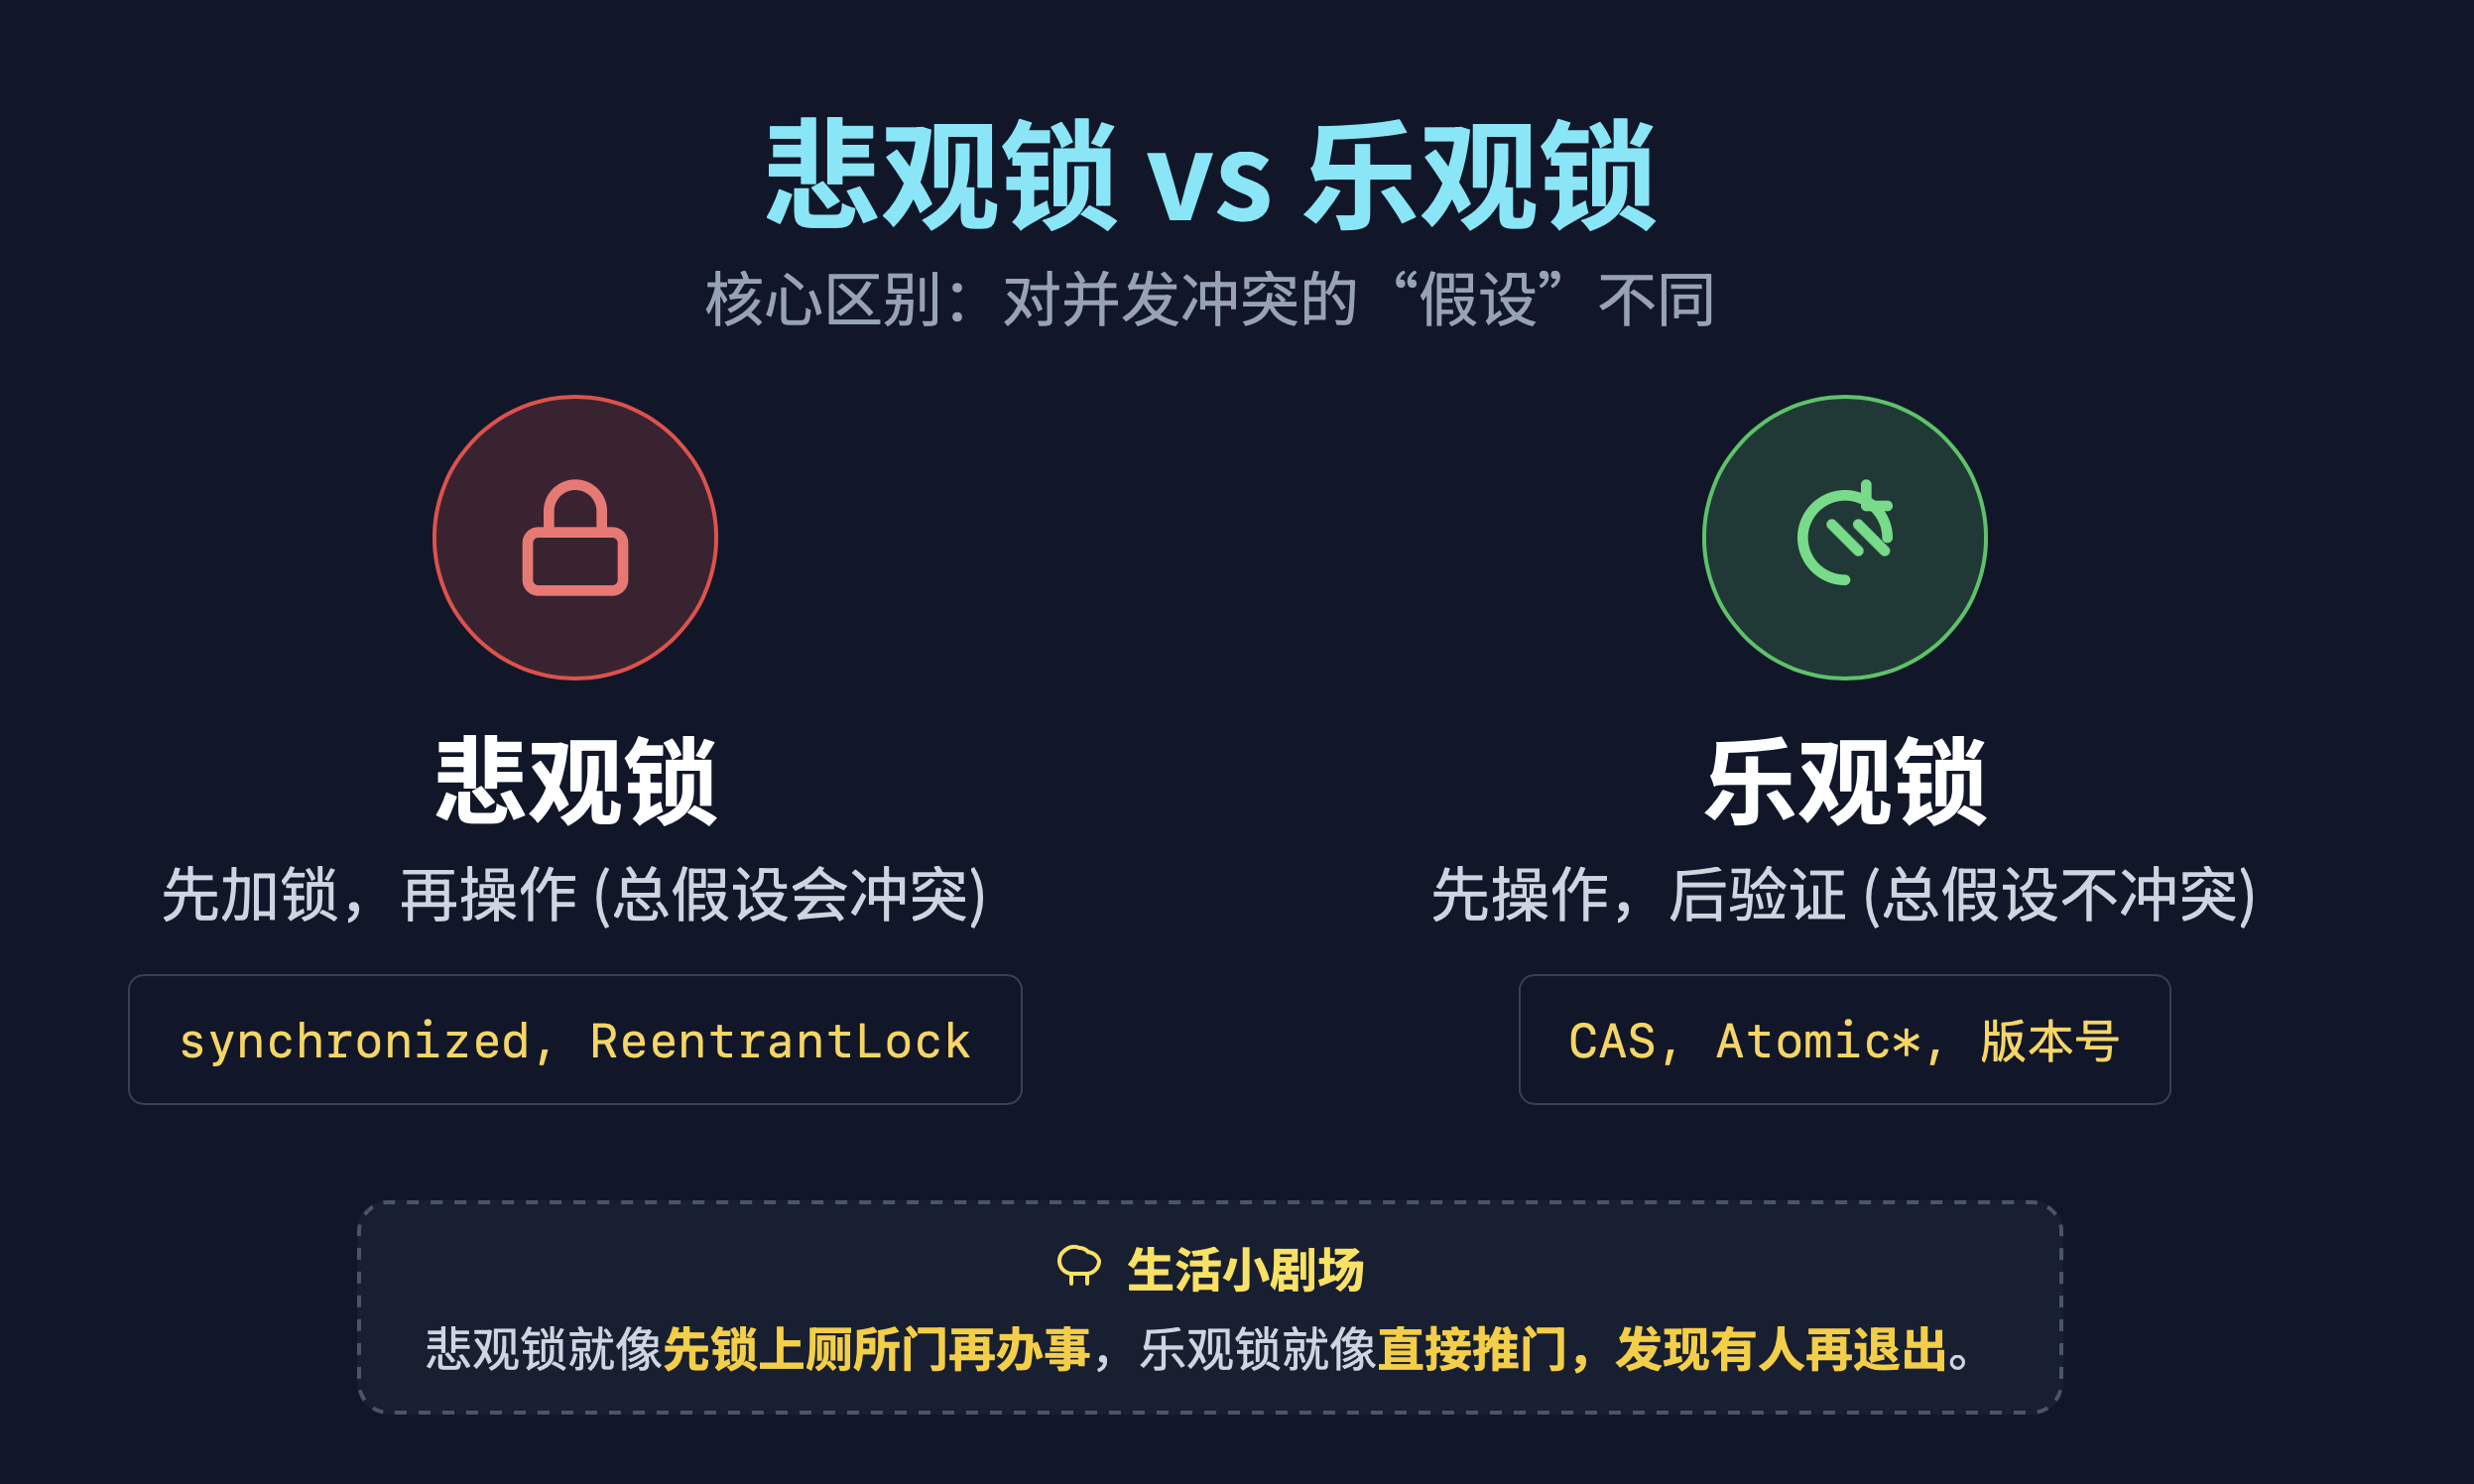 悲观锁 vs 乐观锁
核心区别：对并发冲突的“假设”不同
悲观锁
先加锁，再操作 (总假设会冲突)
synchronized, ReentrantLock
乐观锁
先操作，后验证 (总假设不冲突)
CAS, Atomic*, 版本号
生活小剧场
悲观锁就像先锁上厕所门再办事，乐观锁就像直接推门，发现有人再退出。